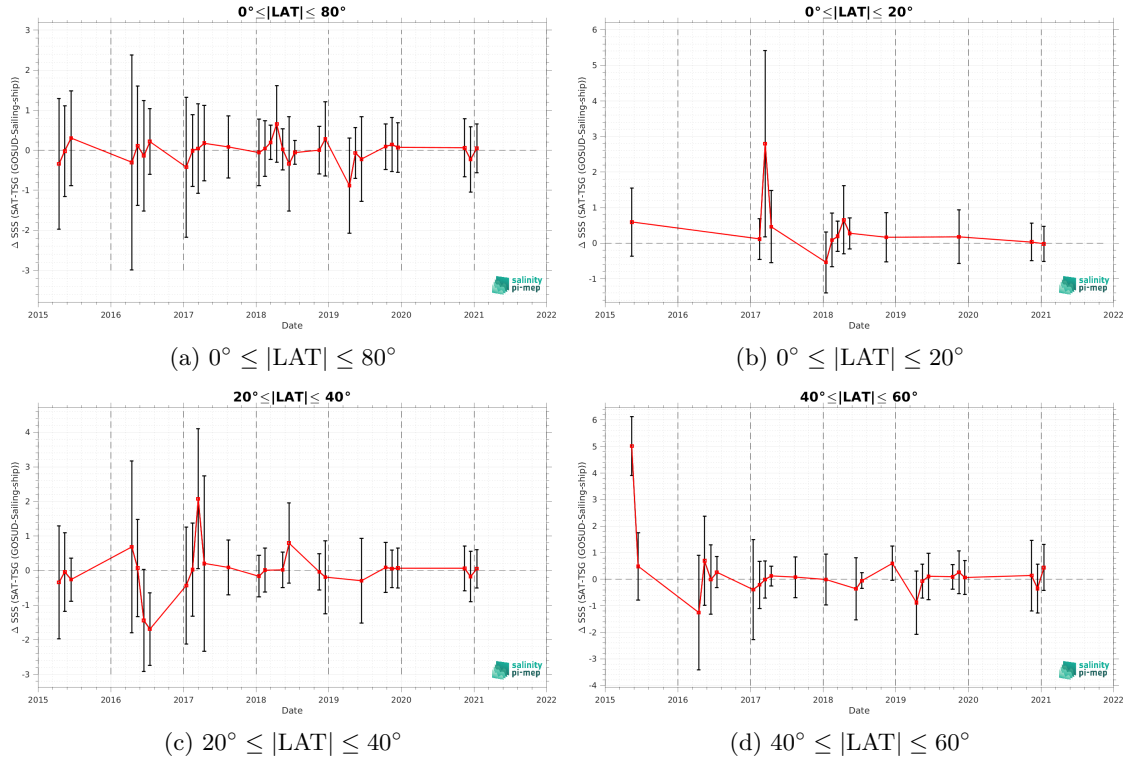 0°≤|LAT|≤ 80°
Δ SSS (SAT-TSG (GOSUD-Sailing-ship))
3
2
1
0
-1
-2
-3
salinity
pi-mep
2015 2016 2017 2018 2019 2020 2021 2022
Date
(a) 0° ≤ |LAT| ≤ 80°
0°≤|LAT|≤ 20°
Δ SSS (SAT-TSG (GOSUD-Sailing-ship))
6
5
4
3
2
1
0
-1
salinity
pi-mep
2015 2016 2017 2018 2019 2020 2021 2022
Date
(b) 0° ≤ |LAT| ≤ 20°
20°≤|LAT|≤ 40°
Δ SSS (SAT-TSG (GOSUD-Sailing-ship))
4
3
2
1
0
-1
-2
-3
salinity
pi-mep
2015 2016 2017 2018 2019 2020 2021 2022
Date
(c) 20° ≤ |LAT| ≤ 40°
40°≤|LAT|≤ 60°
Δ SSS (SAT-TSG (GOSUD-Sailing-ship))
6
5
4
3
2
1
0
-1
-2
-3
-4
salinity
pi-mep
2015 2016 2017 2018 2019 2020 2021 2022
Date
(d) 40° ≤ |LAT| ≤ 60°